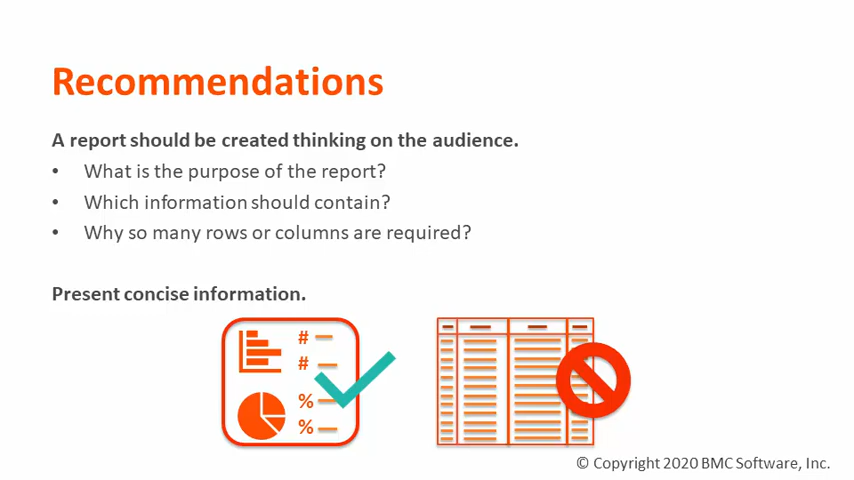 Recommendations
A report should be created thinking on the audience.
• What is the purpose of the report?
• Which information should contain?
• Why so many rows or columns are required?
Present concise information.
#
#
%
%
© Copyright 2020 BMC Software, Inc.